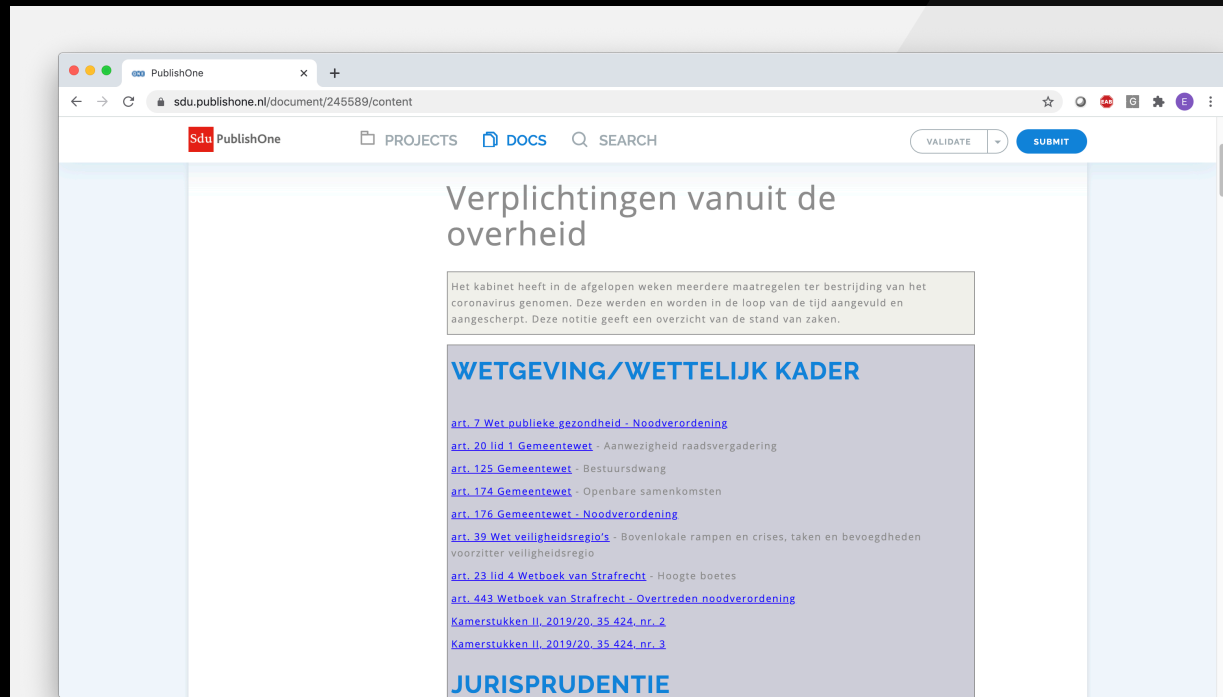 PublishOne
sdu.publishone.nl/document/245589/content
EAB
G
E
Sdu PublishOne
PROJECTS
DOCS
SEARCH
VALIDATE
SUBMIT
Verplichtingen vanuit de
overheid
Het kabinet heeft in de afgelopen weken meerdere maatregelen ter bestrijding van het
coronavirus genomen. Deze werden en worden in de loop van de tijd aangevuld en
aangescherpt. Deze notitie geeft een overzicht van de stand van zaken.
WETGEVING/WETTELIJK KADER
art. 7 Wet publieke gezondheid - Noodverordening
art. 20 lid 1 Gemeentewet - Aanwezigheid raadsvergadering
art. 125 Gemeentewet - Bestuursdwang
art. 174 Gemeentewet - Openbare samenkomsten
art. 176 Gemeentewet - Noodverordening
art. 39 Wet veiligheidsregio's - Bovenlokale rampen en crises, taken en bevoegdheden
voorzitter veiligheidsregio
art. 23 lid 4 Wetboek van Strafrecht - Hoogte boetes
art. 443 Wetboek van Strafrecht - Overtreden noodverordening
Kamerstukken II, 2019/20, 35 424, nr. 2
Kamerstukken II, 2019/20, 35 424, nr. 3
JURISPRUDENTIE